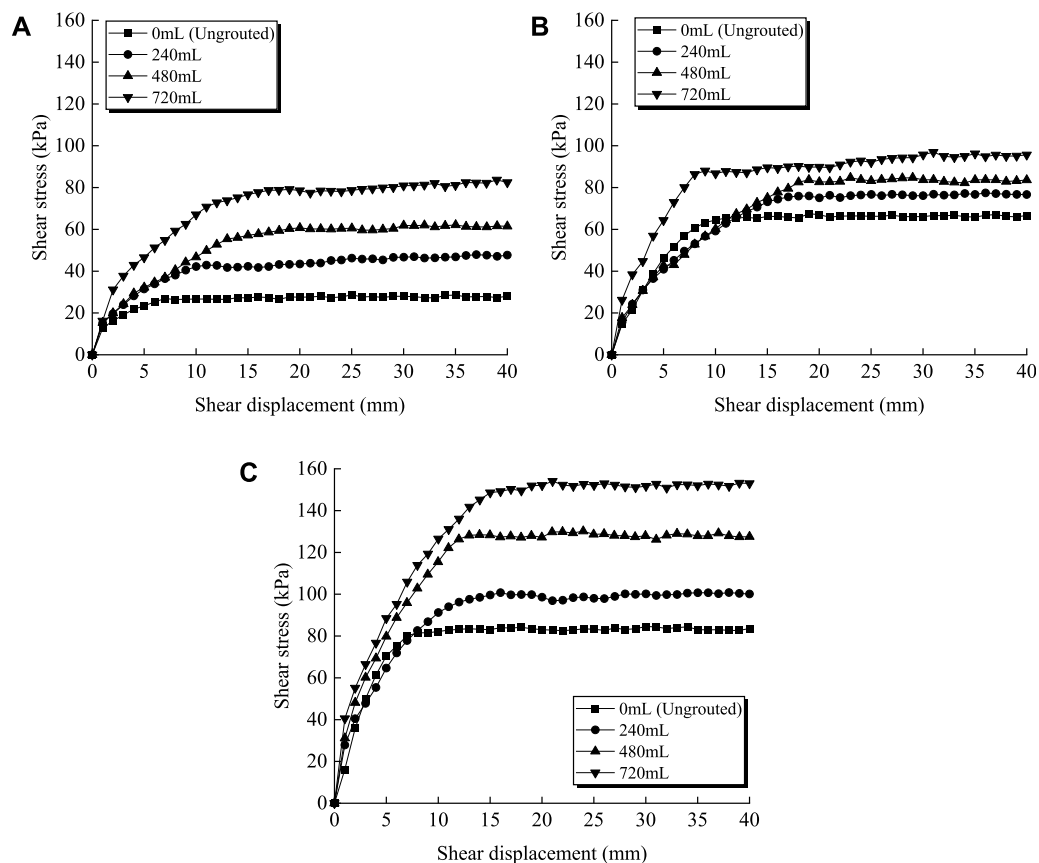 A
0mL (Ungrouted)
240mL
480mL
720mL
160
140
120
100
80
60
40
20
0
Shear stress (kPa)
0 5 10 15 20 25 30 35 40
Shear displacement (mm)
B
0mL (Ungrouted)
240mL
480mL
720mL
160
140
120
100
80
60
40
20
0
Shear stress (kPa)
0 5 10 15 20 25 30 35 40
Shear displacement (mm)
C
160
140
120
100
80
60
40
20
0
Shear stress (kPa)
0mL (Ungrouted)
240mL
480mL
720mL
0 5 10 15 20 25 30 35 40
Shear displacement (mm)